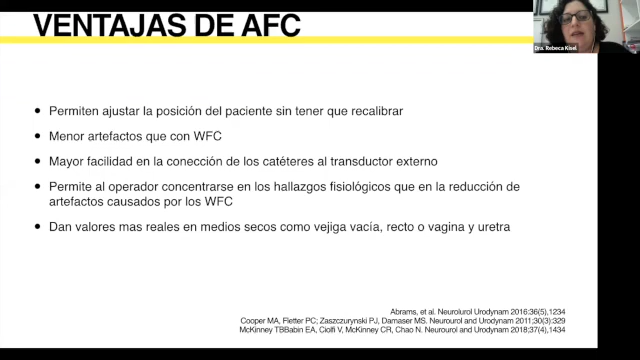 VENTAJAS DE AFC
Dra. Rebeca Kisel
Permiten ajustar la posición del paciente sin tener que recalibrar
Menor artefactos que con WFC
Mayor facilidad en la conección de los catéteres al transductor externo
Permite al operador concentrarse en los hallazgos fisiológicos que en la reducción de
artefactos causados por los WFC
Dan valores mas reales en medios secos como vejiga vacía, recto o vagina y uretra
Abrams, et al. Neurolurol Urodynam 2016:36(5),1234
Cooper MA, Fletter PC; Zaszczurynski PJ, Damaser MS. Neurourol and Urodynam 2011;30(3):329
McKinney TBBabin EA, Ciolfi V, McKinney CR, Chao N. Neurourol and Urodynam 2018;37(4),1434